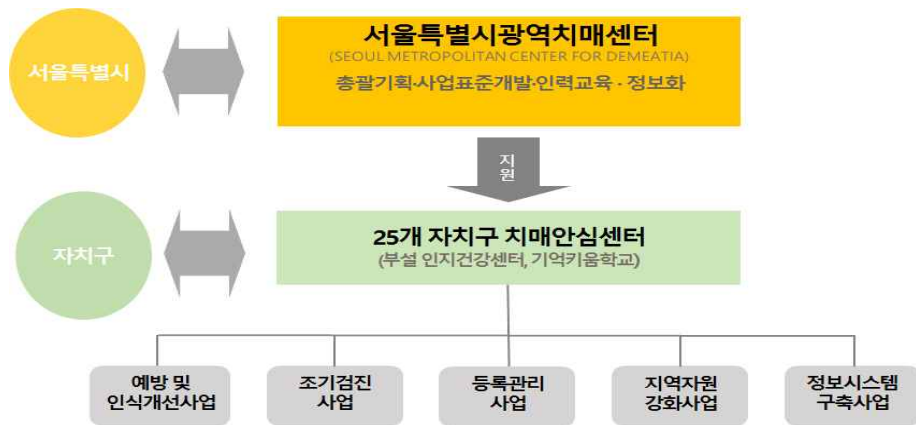 서울특별시
서울특별시광역치매센터
(SEOUL METROPOLITAN CENTER FOR DEMEATIA)
총괄기획·사업표준개발·인력교육 · 정보화
지
원
자치구
25개 자치구 치매안심센터
(부설 인지건강센터, 기억키움학교)
예방 및
인식개선사업
조기검진
사업
등록관리
사업
지역자원
강화사업
정보시스템
구축사업